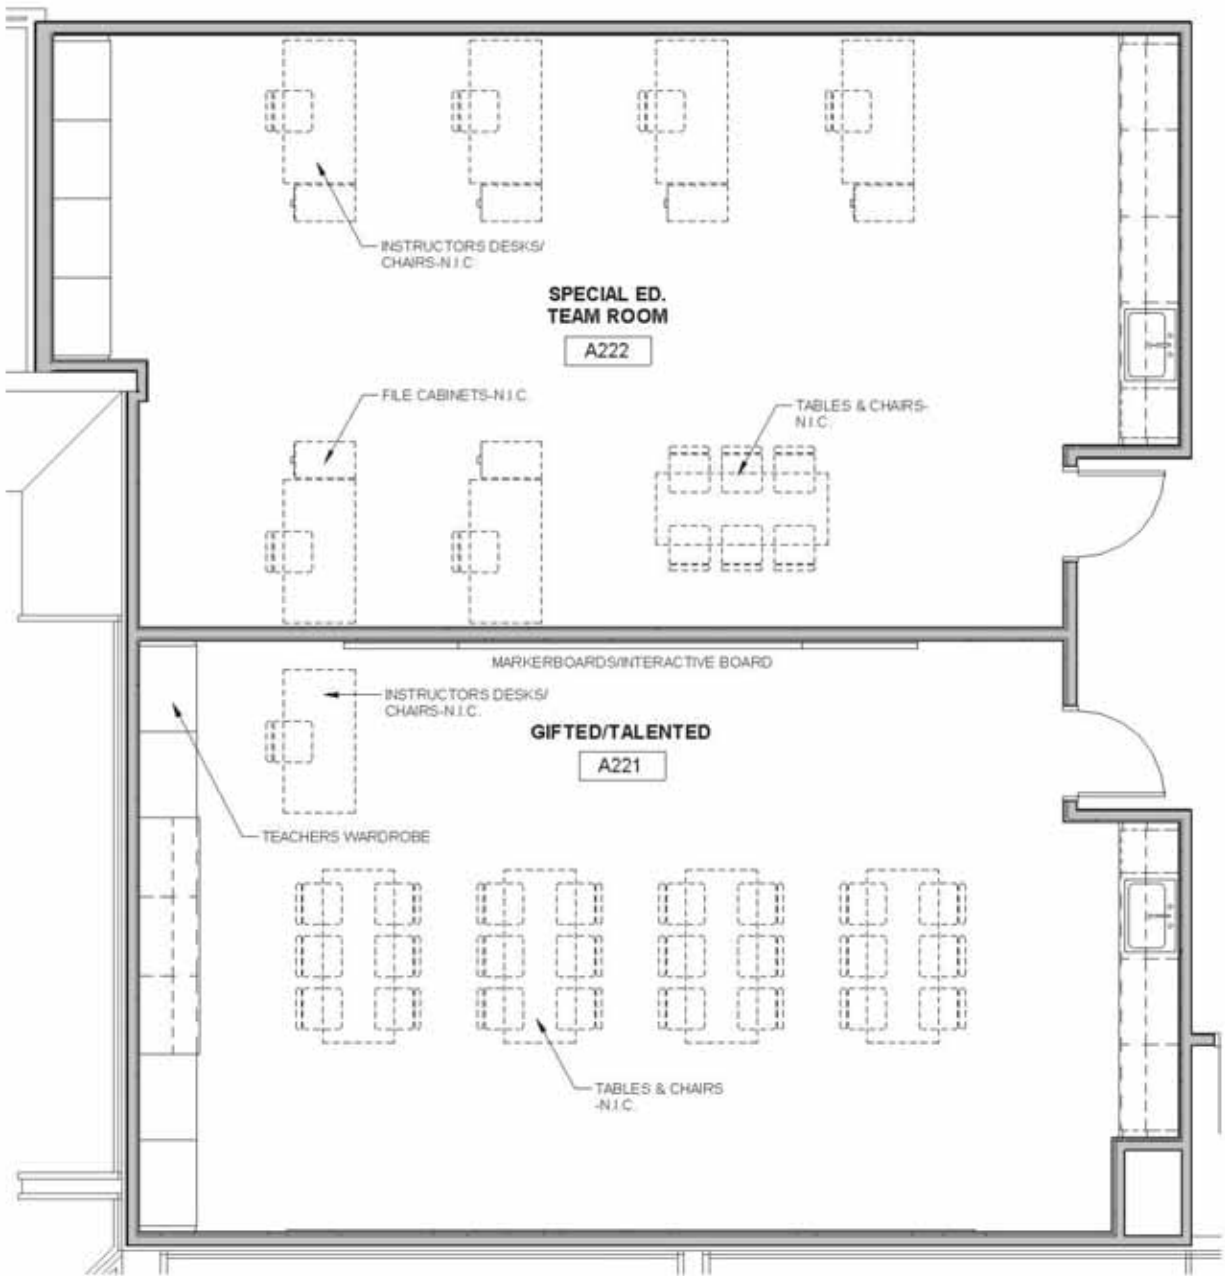 INSTRUCTORS DESKS/
CHAIRS-N.I.C.
SPECIAL ED.
TEAM ROOM
A222
FILE CABINETS-N.I.C.
TABLES & CHAIRS-
N.I.C.
MARKERBOARDS/INTERACTIVE BOARD
INSTRUCTORS DESKS/
CHAIRS-N.I.C.
GIFTED/TALENTED
A221
TEACHERS WARDROBE
TABLES & CHAIRS
-N.I.C.